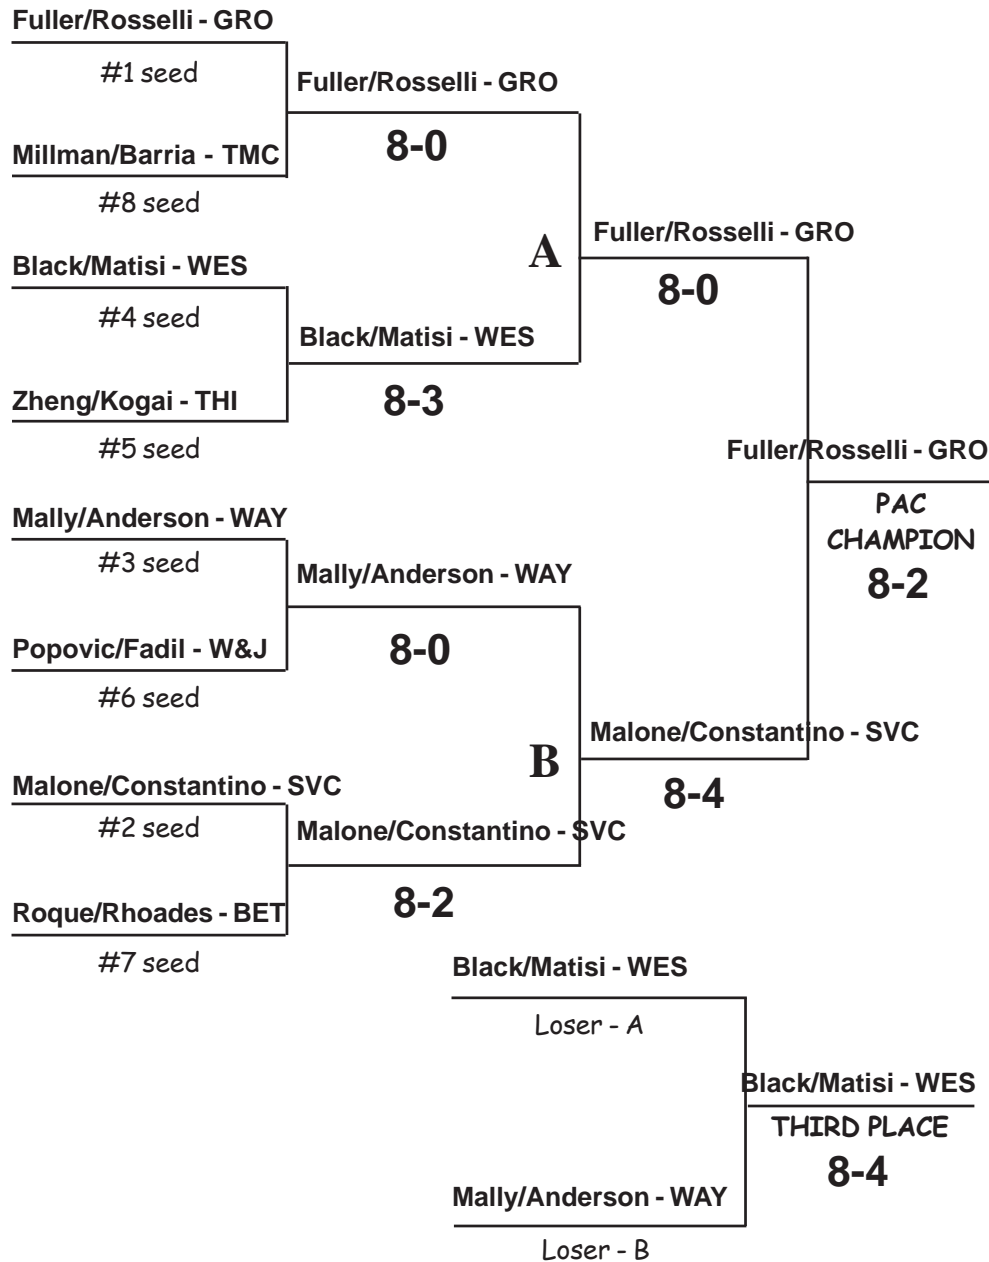 Fuller/Rosselli - GRO
#1 seed
Fuller/Rosselli - GRO
8-0
Millman/Barria - TMC
#8 seed
A
Fuller/Rosselli - GRO
8-0
Black/Matisi - WES
#4 seed
Black/Matisi - WES
8-3
Zheng/Kogai - THI
#5 seed
Fuller/Rosselli - GRO
PAC
CHAMPION
8-2
Mally/Anderson - WAY
#3 seed
Mally/Anderson - WAY
8-0
Popovic/Fadil - W&J
#6 seed
B
Malone/Constantino - SVC
8-4
Malone/Constantino - SVC
#2 seed
Malone/Constantino - SVC
8-2
Roque/Rhoades - BET
#7 seed
Black/Matisi - WES
Loser - A
Black/Matisi - WES
THIRD PLACE
8-4
Mally/Anderson - WAY
Loser - B